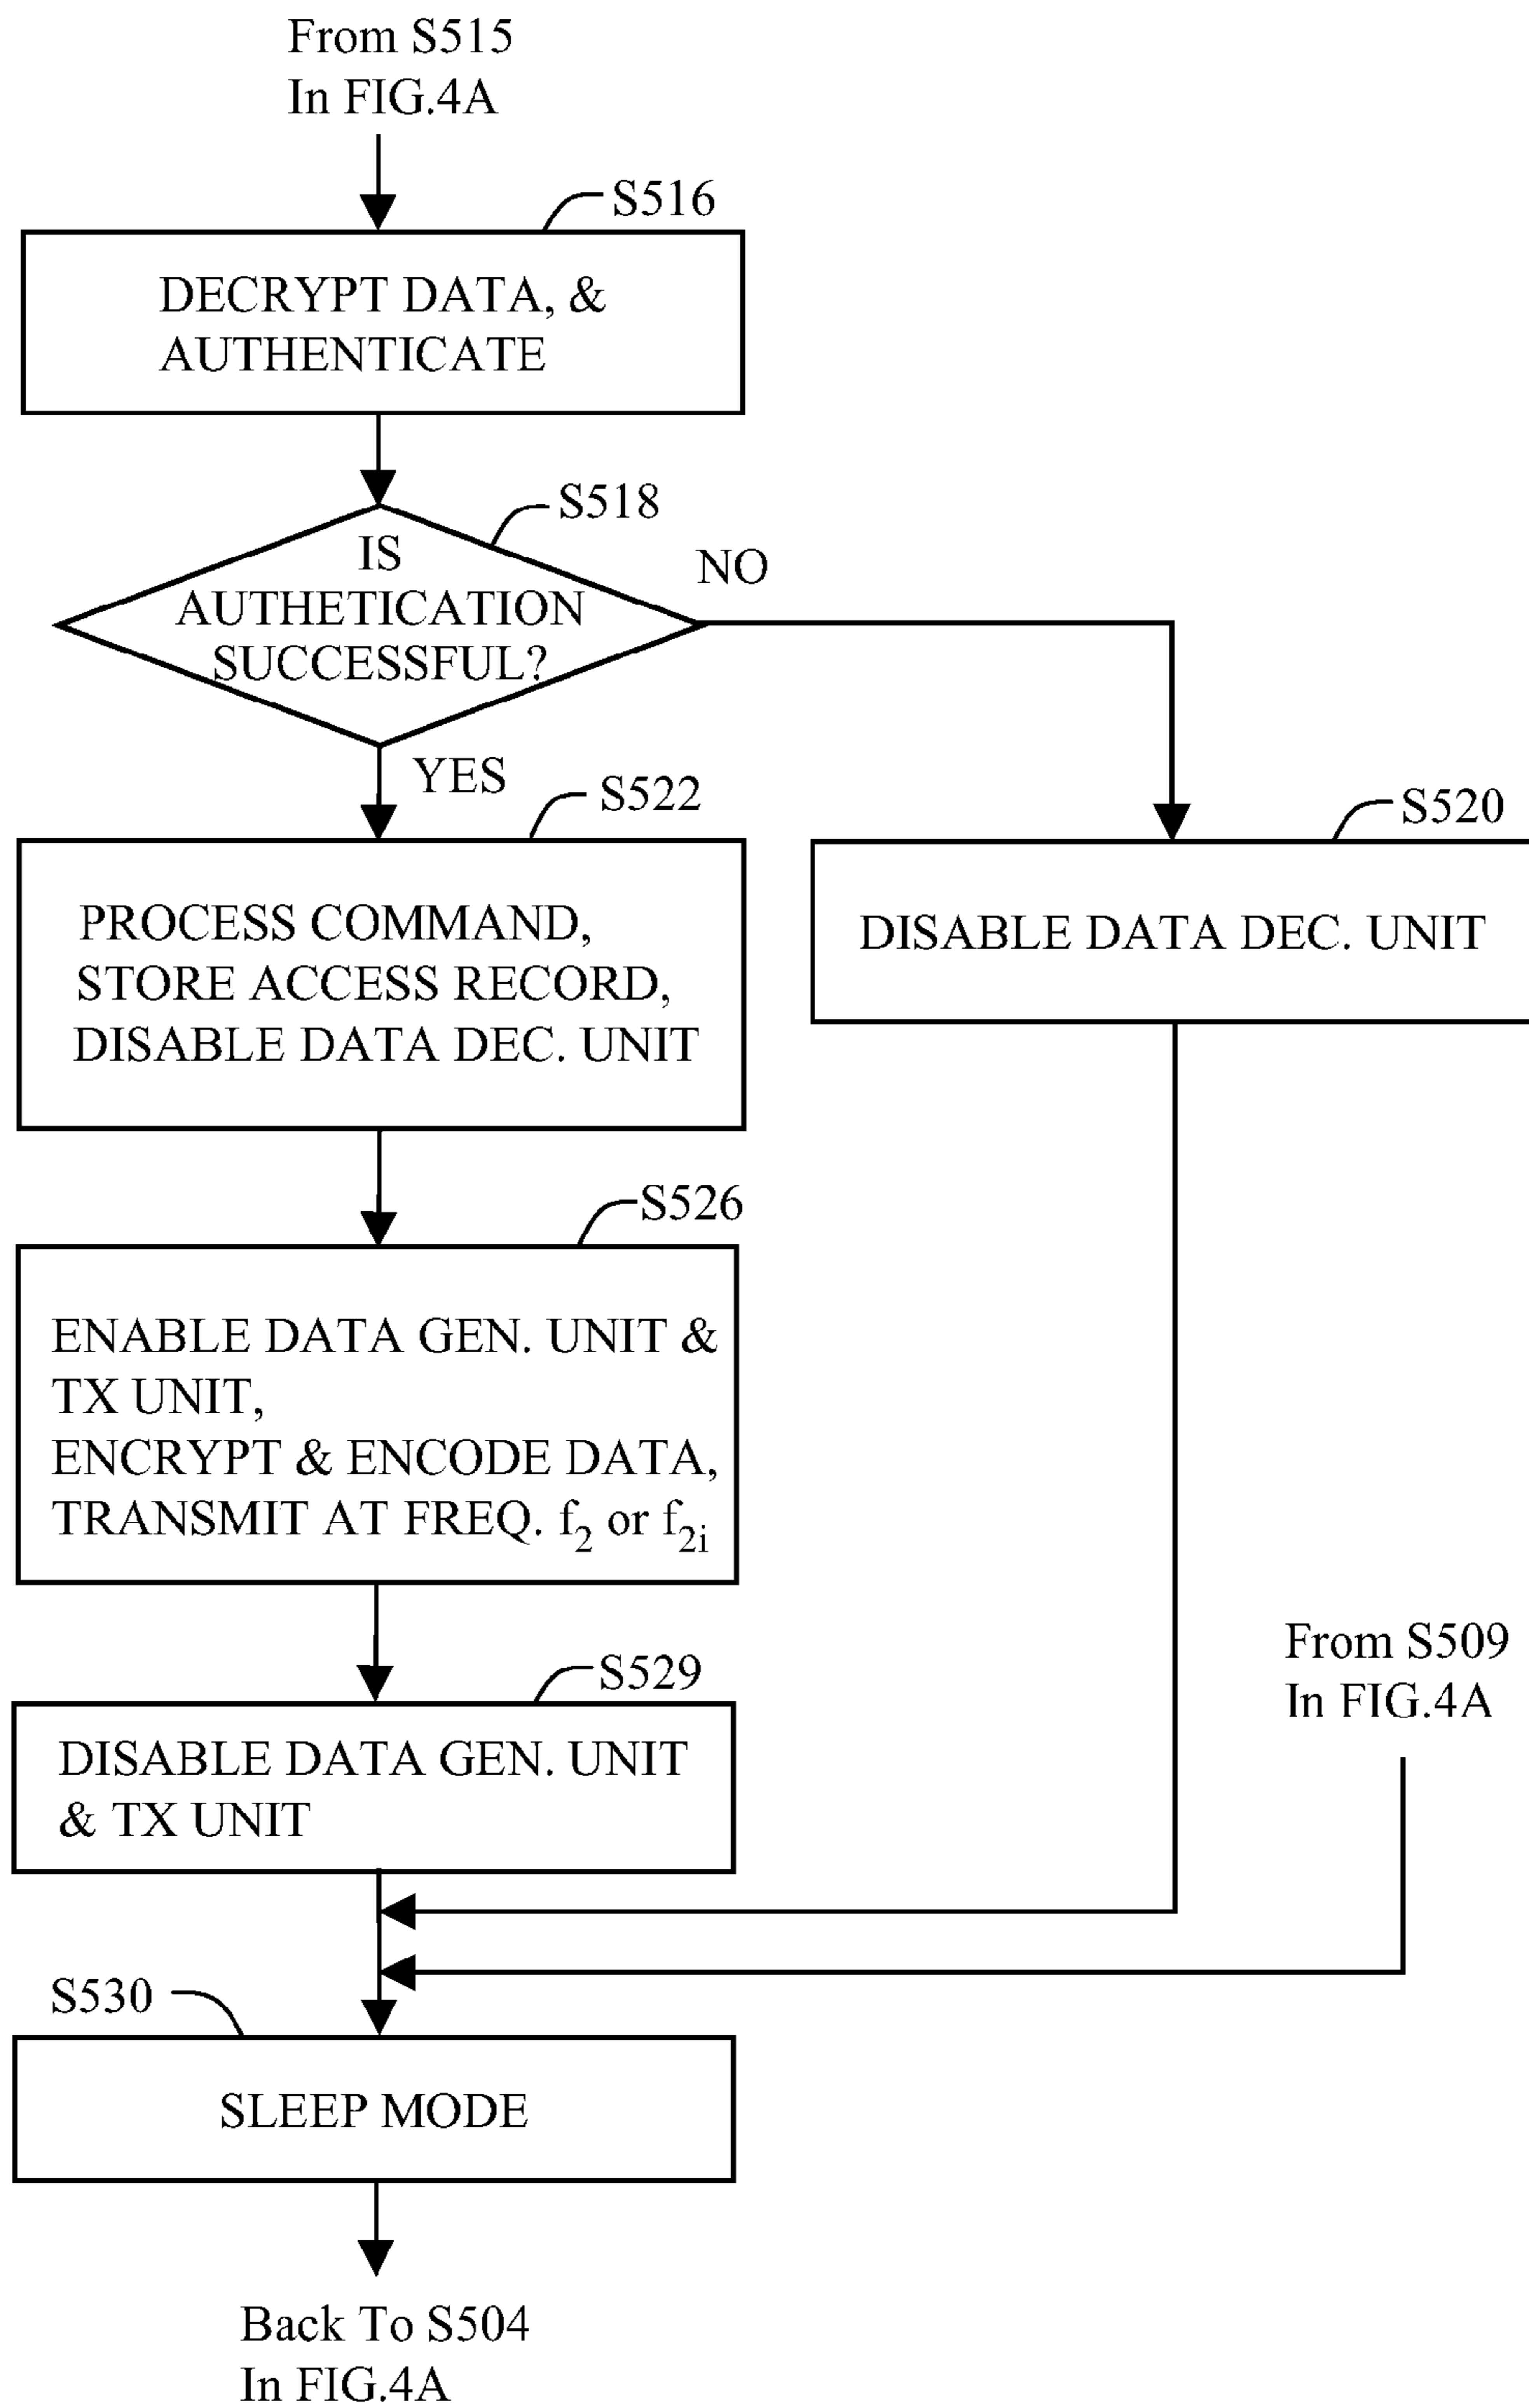 From S515
In FIG.4A
S516
DECRYPT DATA, &
AUTHENTICATE
S518
IS
AUTHETICATION
SUCCESSFUL?
NO
YES
S522
PROCESS COMMAND,
STORE ACCESS RECORD,
DISABLE DATA DEC. UNIT
S520
DISABLE DATA DEC. UNIT
S526
ENABLE DATA GEN. UNIT &
TX UNIT,
ENCRYPT & ENCODE DATA,
TRANSMIT AT FREQ. f2 or f2i
S529
DISABLE DATA GEN. UNIT
& TX UNIT
From S509
In FIG.4A
S530
SLEEP MODE
Back To S504
In FIG.4A